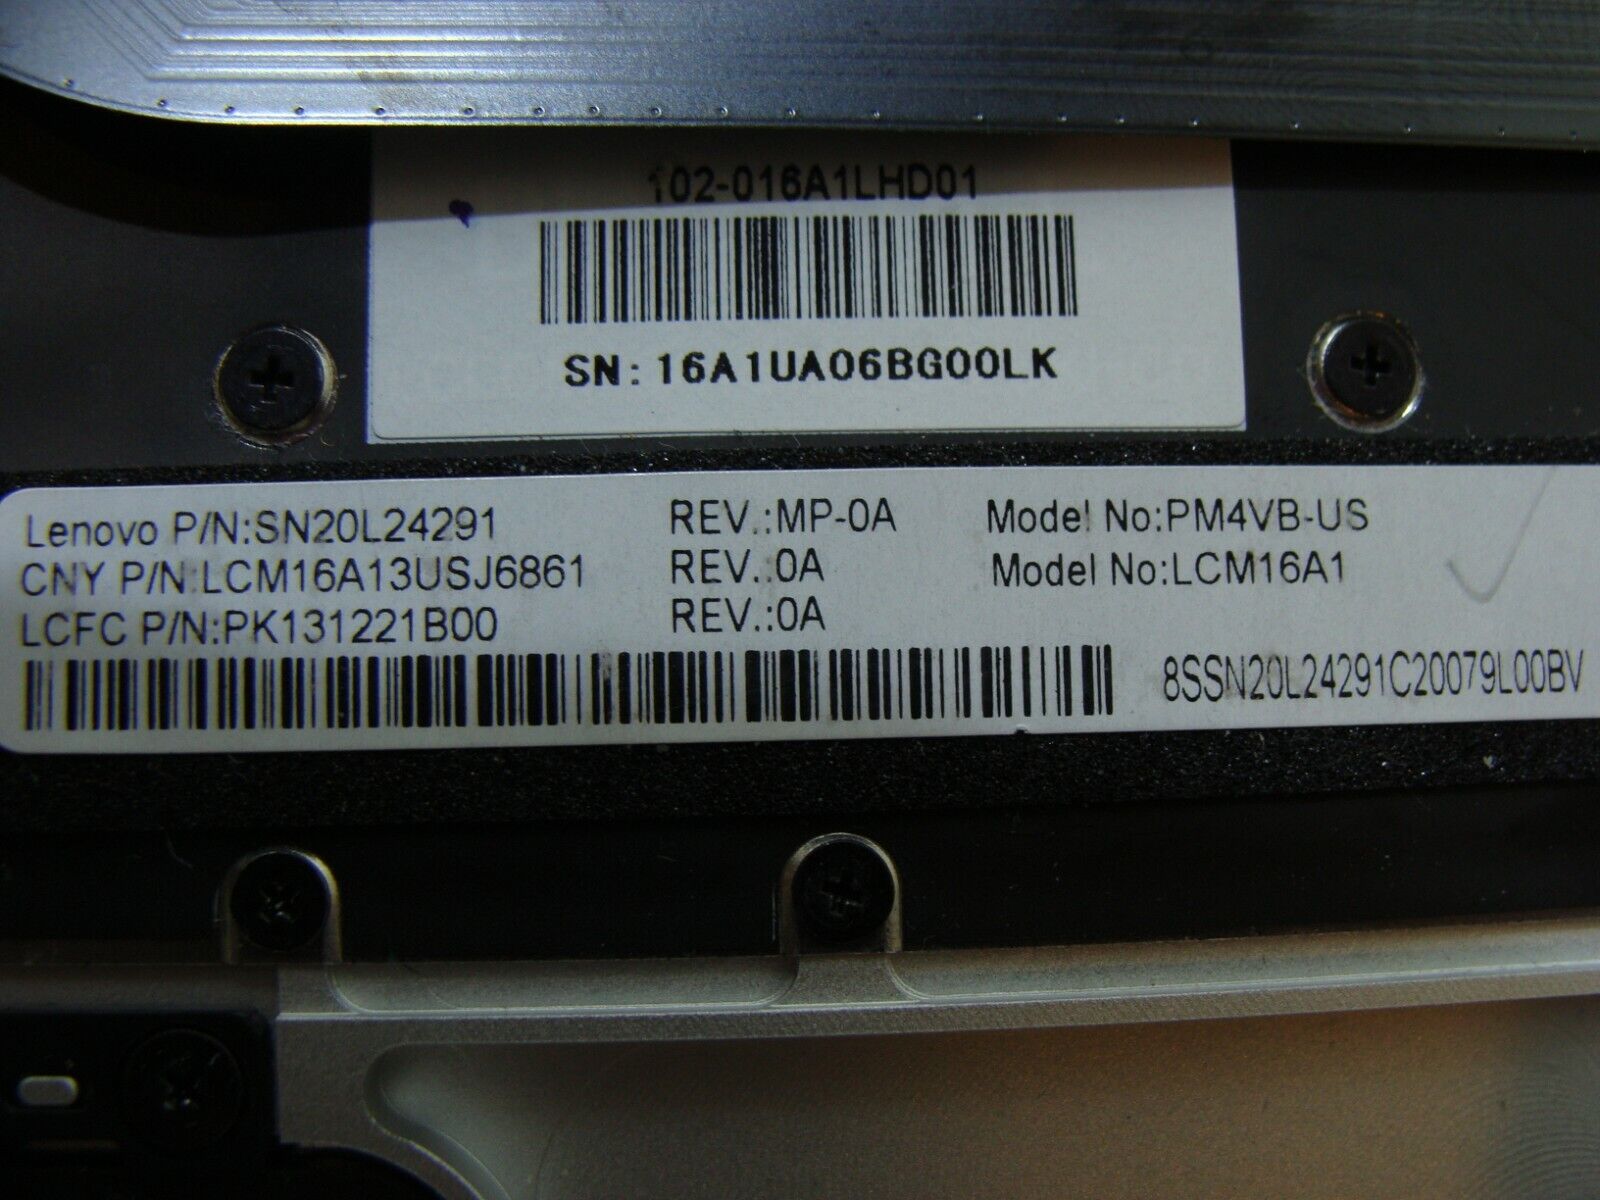 102-016A1LHD01
SN: 16A1UA06BG00LK
Lenovo P/N:SN20L24291 REV.:MP-0A Model No:PM4VB-US
CNY P/N:LCM16A13USJ6861 REV.:0A Model No:LCM16A1
LCFC P/N:PK131221B00 REV.:0A
8SSN20L24291C20079L00BV